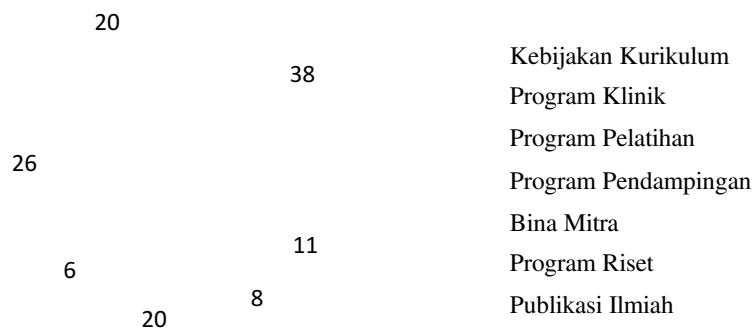 20
38
26
11
6
8
20
Kebijakan Kurikulum
Program Klinik
Program Pelatihan
Program Pendampingan
Bina Mitra
Program Riset
Publikasi Ilmiah